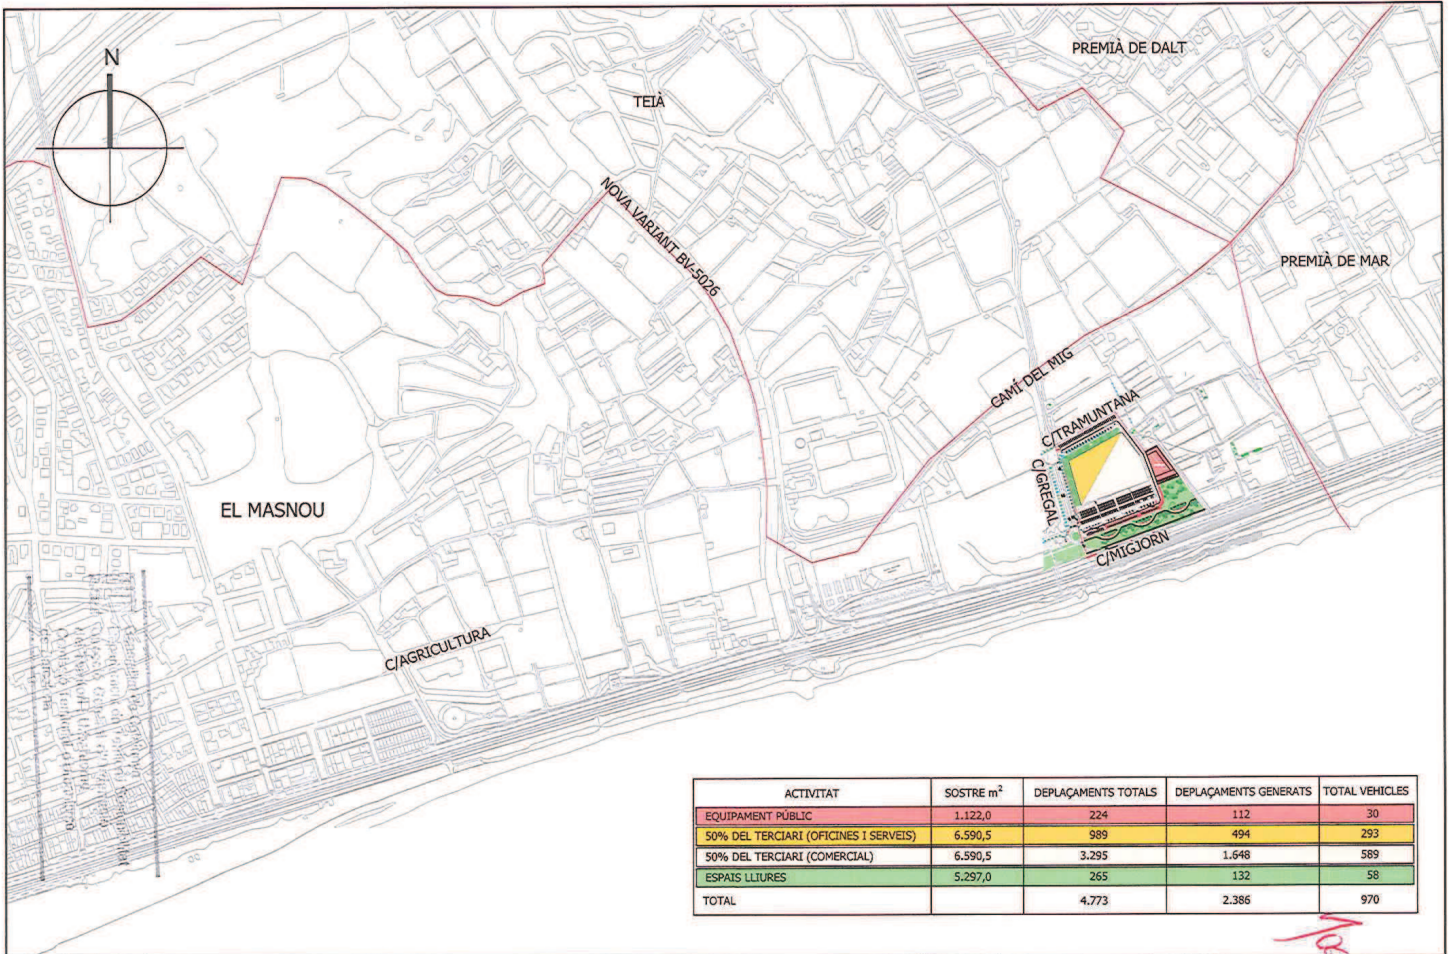 N
PREMIÀ DE DALT
TEIÀ
NOVA VARIANT BV-5026
PREMIÀ DE MAR
CAMÍ DEL MIG
C/TRAMUNTANA
C/GREGAL
EL MASNOU
C/MIGJORN
C/AGRICULTURA
ACTIVITAT SOSTRE m² DEPLAÇAMENTS TOTALS DEPLAÇAMENTS GENERATS TOTAL VEHICLES
EQUIPAMENT PÚBLIC 1.122,0 224 112 30
50% DEL TERCIARI (OFICINES I SERVEIS) 6.590,5 989 494 293
50% DEL TERCIARI (COMERCIAL) 6.590,5 3.295 1.648 589
ESPAIS LLIURES 5.297,0 265 132 58
TOTAL 4.773 2.386 970